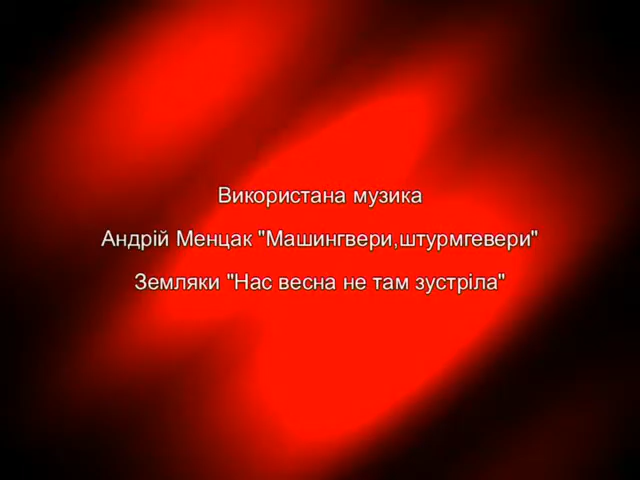 Використана музика
Андрій Менцак "Машингвери,штурмгевери"
Земляки "Нас весна не там зустріла"